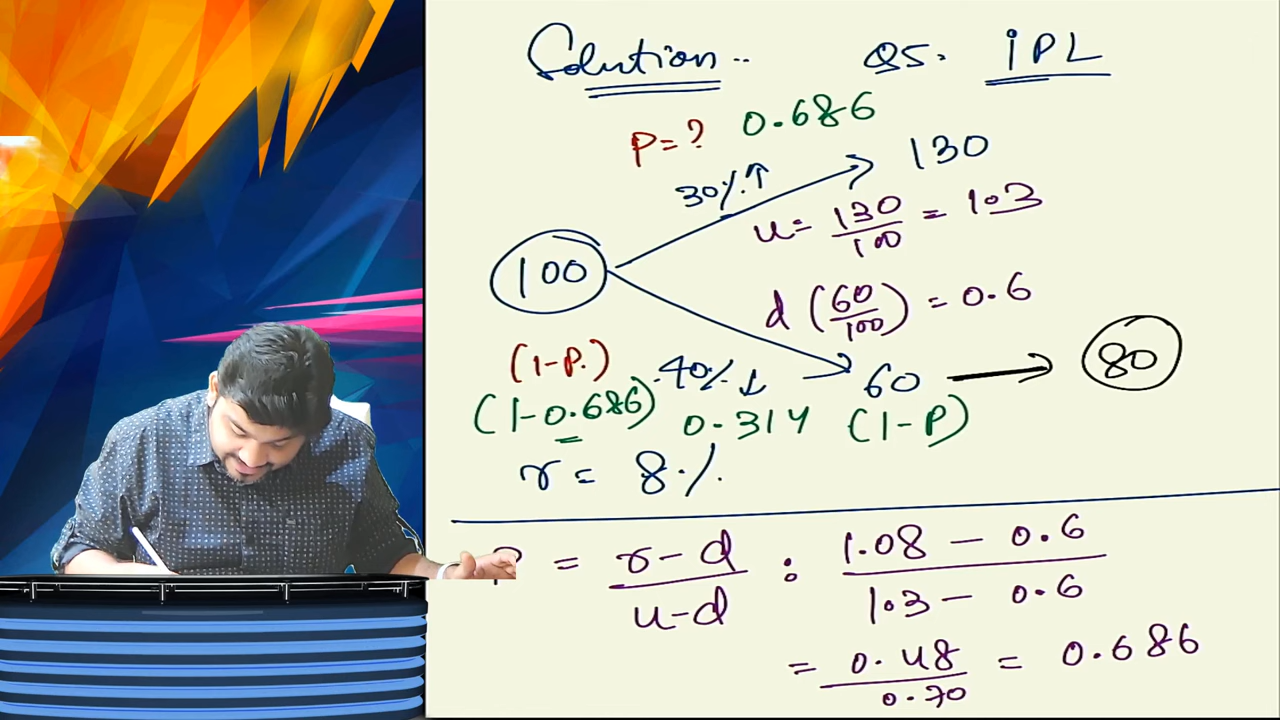 Solution.. Q5. IPL
P=? 0.686
30%↑ 130
u= 130/100 = 1.3
100
d (60/100) = 0.6
(1-P.) 40%↓ 60 → 80
(1-0.686) 0.314 (1-P)
r = 8%
= r-d/u-d : 1.08-0.6/1.3-0.6
= 0.48/0.70 = 0.686